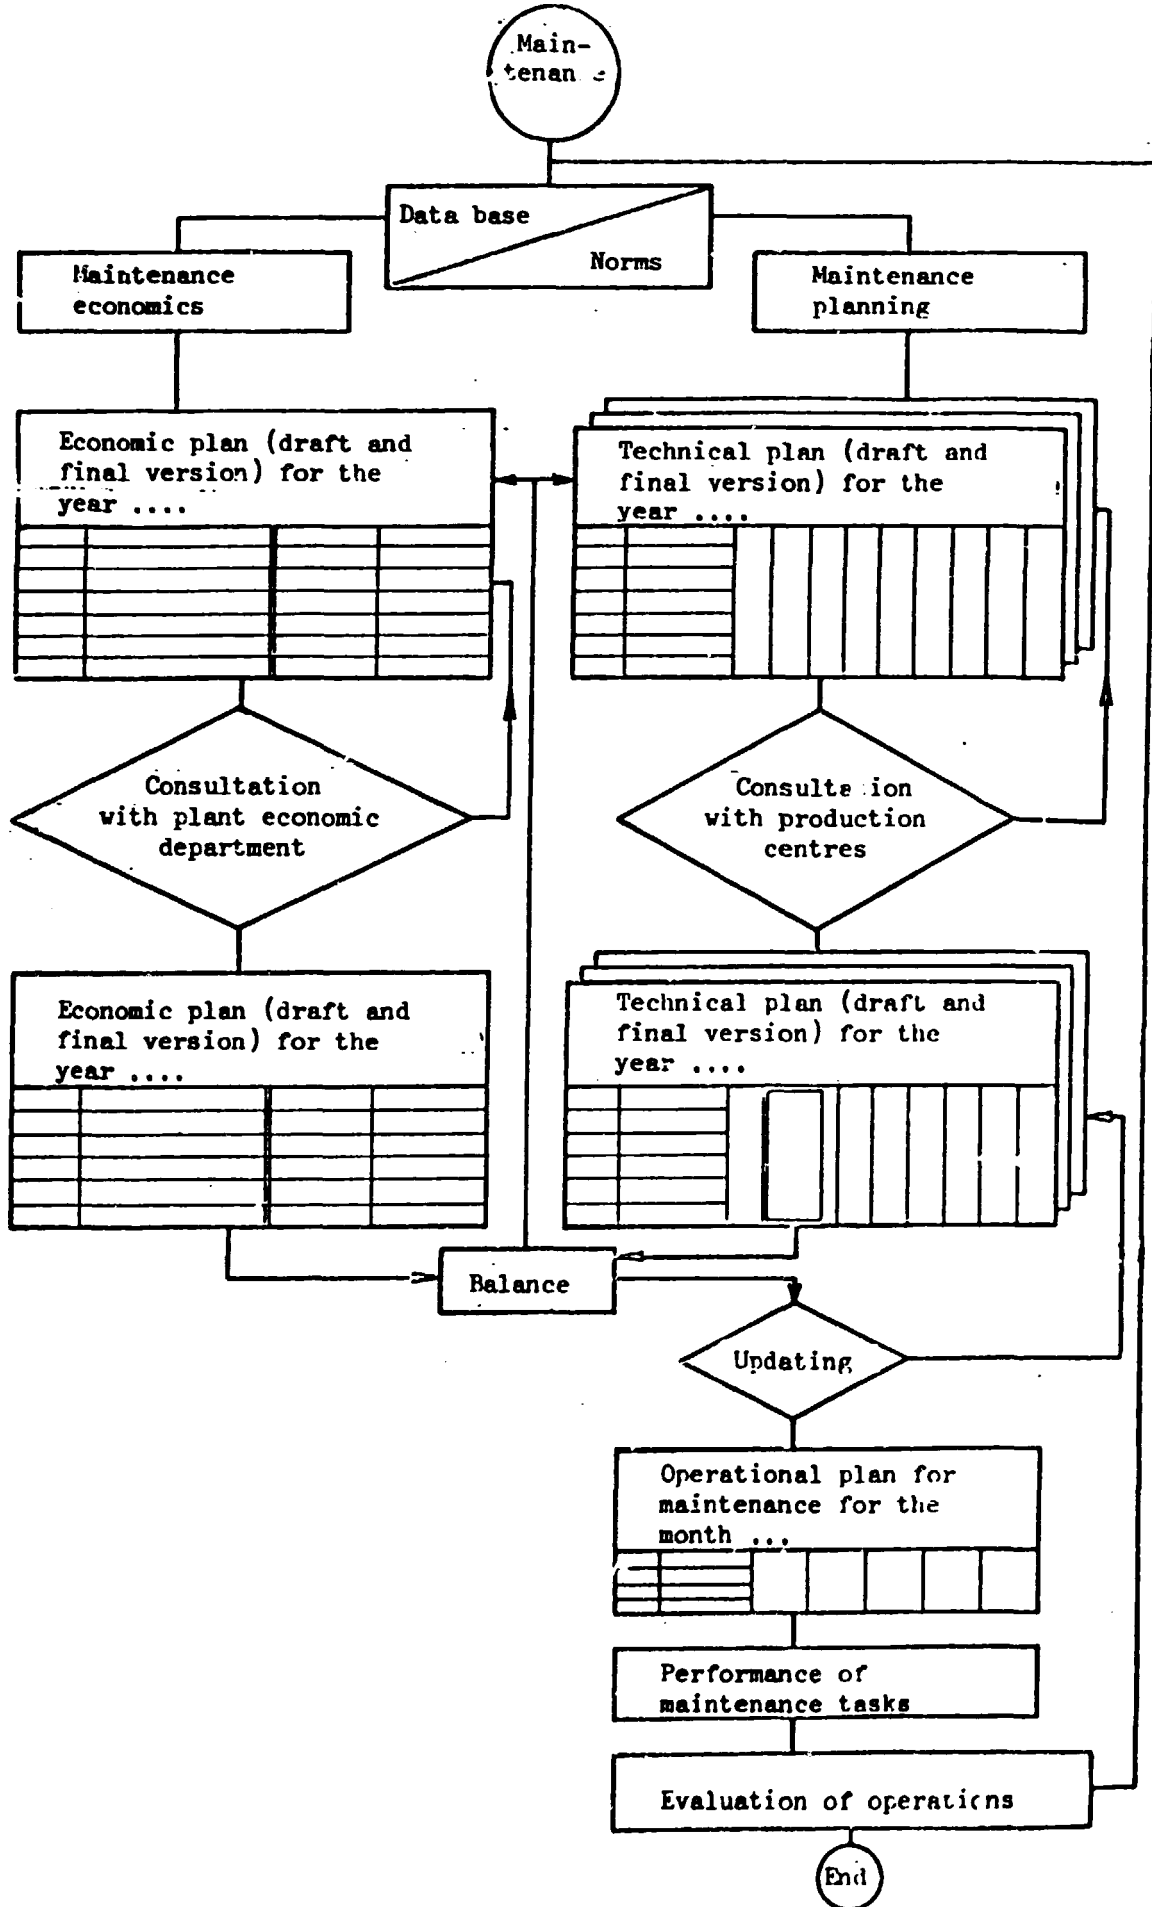 Main-
tenan e
Data base
Norms
Maintenance
economics
Maintenance
planning
Economic plan (draft and
final version) for the
year ....
Technical plan (draft and
final version) for the
year ....
Consultation
with plant economic
department
Consulta ion
with production
centres
Economic plan (draft and
final version) for the
year ....
Technical plan (draft and
final version) for the
year ....
Balance
Updating
Operational plan for
maintenance for the
month ...
Performance of
maintenance tasks
Evaluation of operations
End